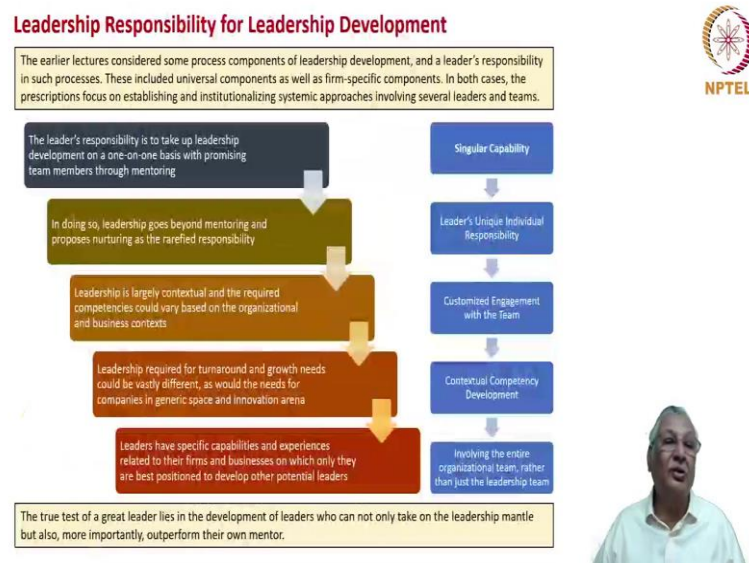 Leadership Responsibility for Leadership Development
The earlier lectures considered some process components of leadership development, and a leader's responsibility
in such processes. These included universal components as well as firm-specific components. In both cases, the
prescriptions focus on establishing and institutionalizing systemic approaches involving several leaders and teams.
The leader's responsibility is to take up leadership
development on a one-on-one basis with promising
team members through mentoring
In doing so, leadership goes beyond mentoring and
proposes nurturing as the rarefied responsibility
Leadership is largely contextual and the required
competencies could vary based on the organizational
and business contexts
Leadership required for turnaround and growth needs
could be vastly different, as would the needs for
companies in generic space and innovation arena
Leaders have specific capabilities and experiences
related to their firms and businesses on which only they
are best positioned to develop other potential leaders
Singular Capability
Leader's Unique Individual
Responsibility
Customized Engagement
with the Team
Contextual Competency
Development
Involving the entire
organizational team, rather
than just the leadership team
The true test of a great leader lies in the development of leaders who can not only take on the leadership mantle
but also, more importantly, outperform their own mentor.
NPTEL